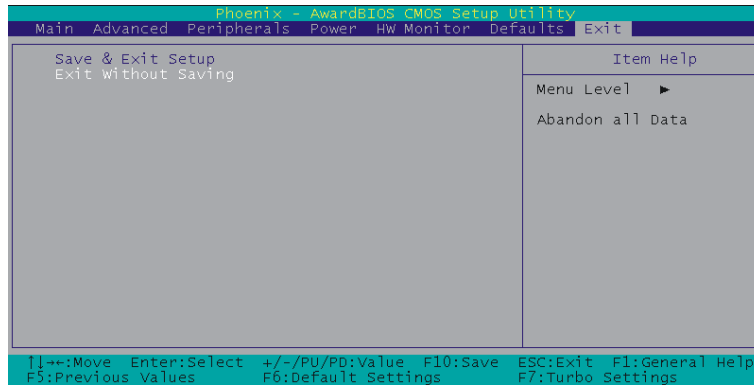 Phoenix - AwardBIOS CMOS Setup Utility
Main Advanced Peripherals Power HW Monitor Defaults Exit
Save & Exit Setup
Exit Without Saving
Item Help
Menu Level ►
Abandon all Data
↑↓→←:Move Enter:Select +/-/PU/PD:Value F10:Save ESC:Exit F1:General Help
F5:Previous Values F6:Default Settings F7:Turbo Settings